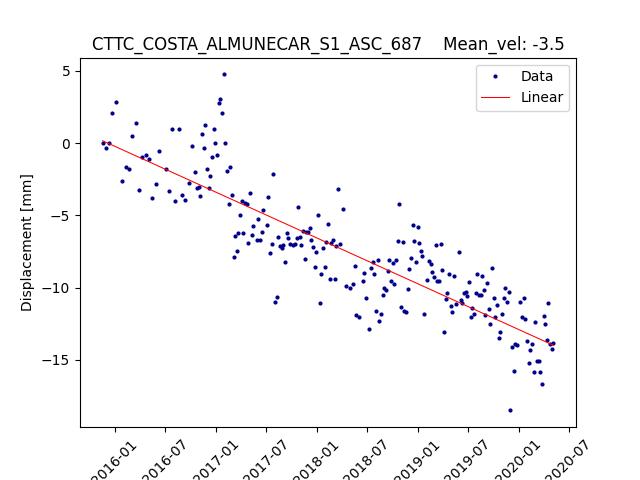 CTTC_COSTA_ALMUNECAR_S1_ASC_687    Mean_vel: -3.5
Data
Linear
5
0
−5
−10
−15
Displacement [mm]
2016-01 2016-07 2017-01 2017-07 2018-01 2018-07 2019-01 2019-07 2020-01 2020-07